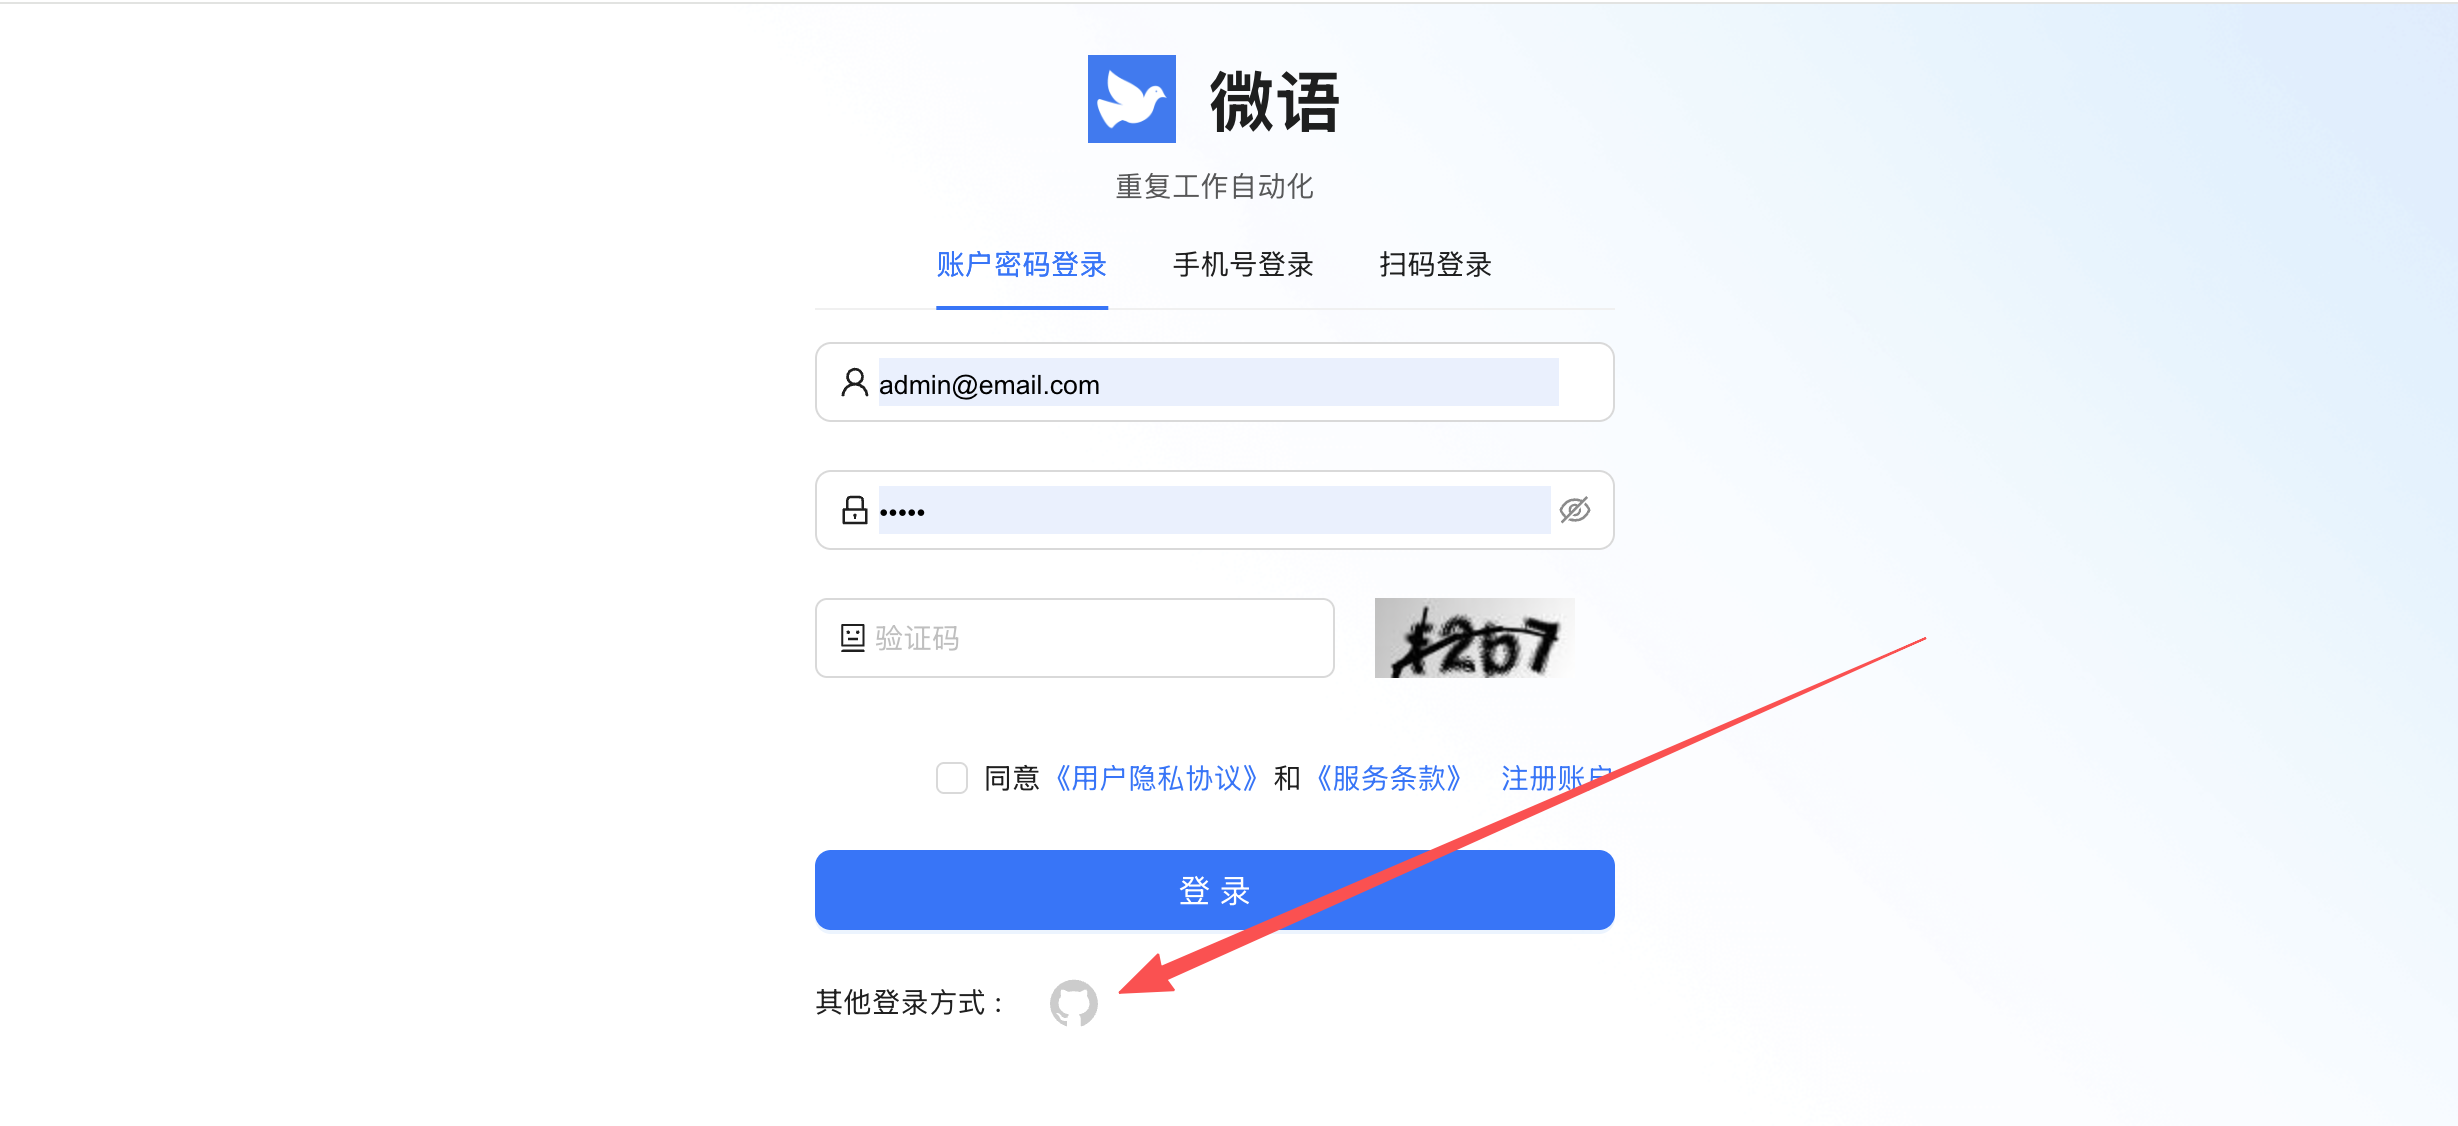 微语
重复工作自动化
账户密码登录 手机号登录 扫码登录
admin@email.com
•••••
验证码
同意《用户隐私协议》和《服务条款》 注册账户
登 录
其他登录方式：